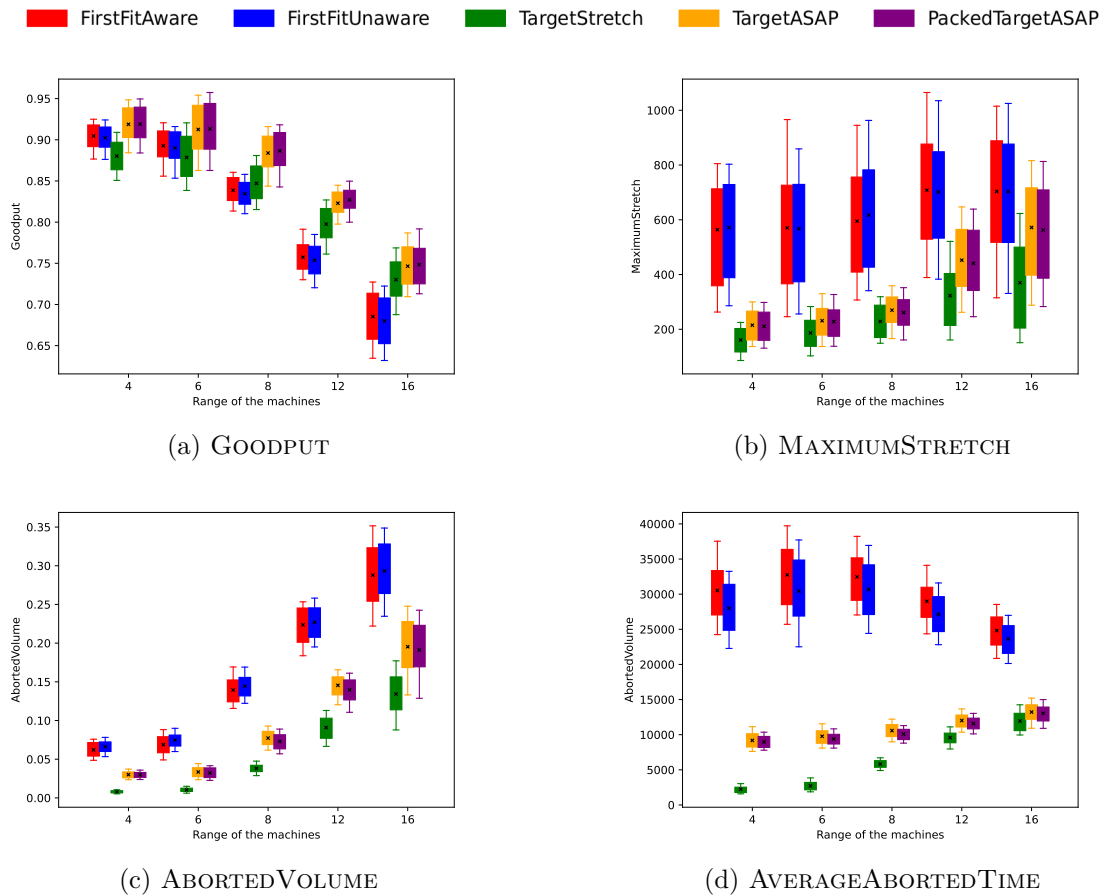 FirstFitAware FirstFitUnaware TargetStretch TargetASAP PackedTargetASAP
0.95
0.90
0.85
0.80
0.75
0.70
0.65
Goodput
4 6 8 12 16
Range of the machines
(a) GOODPUT
1000
800
600
400
200
MaximumStretch
4 6 8 12 16
Range of the machines
(b) MAXIMUMSTRETCH
0.35
0.30
0.25
0.20
0.15
0.10
0.05
0.00
AbortedVolume
4 6 8 12 16
Range of the machines
(c) ABORTEDVOLUME
40000
35000
30000
25000
20000
15000
10000
5000
0
AbortedVolume
4 6 8 12 16
Range of the machines
(d) AVERAGEABORTEDTIME